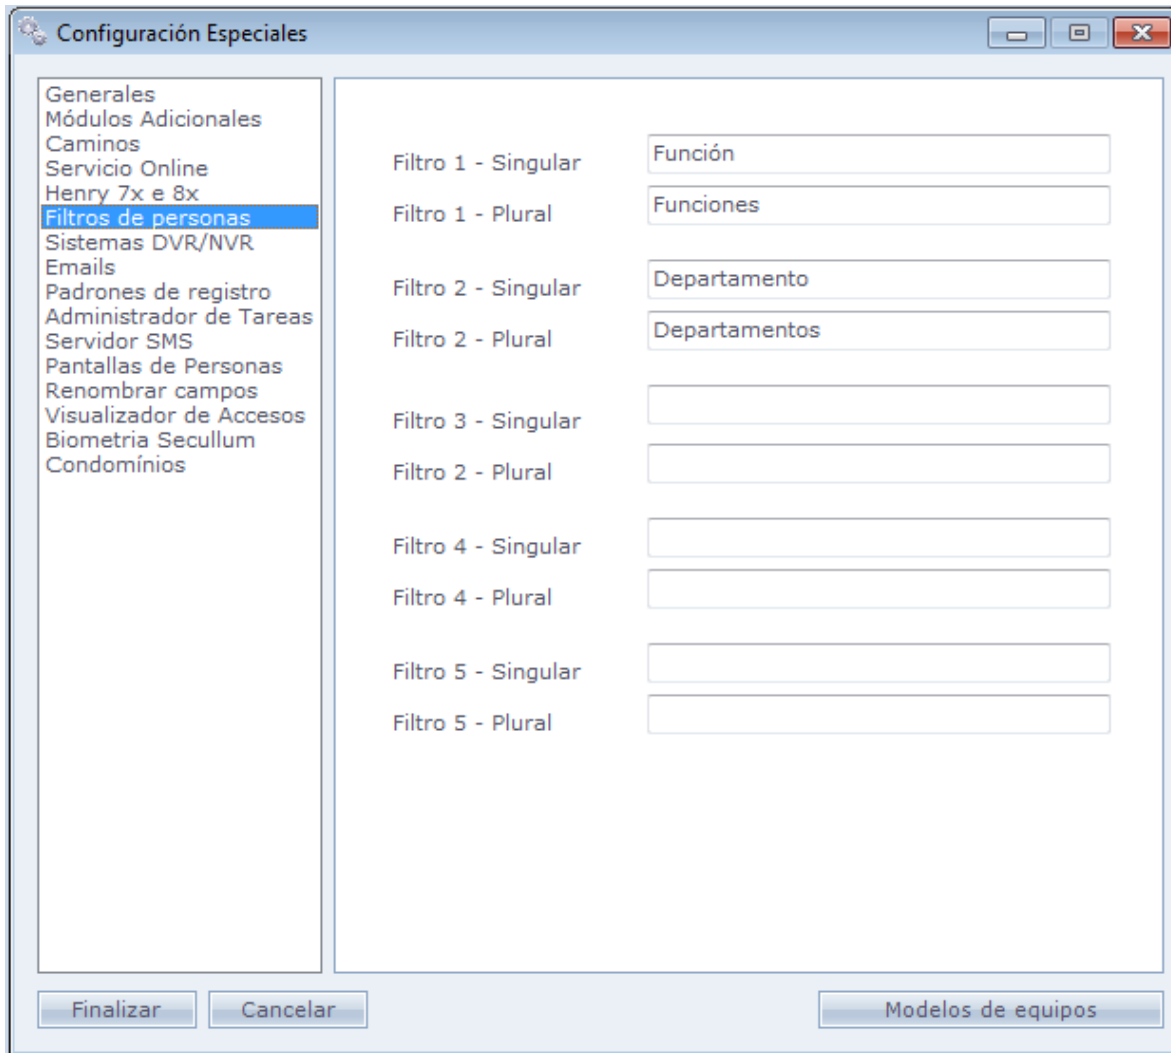 Configuración Especiales
Generales
Módulos Adicionales
Caminos
Servicio Online
Henry 7x e 8x
Filtros de personas
Sistemas DVR/NVR
Emails
Padrones de registro
Administrador de Tareas
Servidor SMS
Pantallas de Personas
Renombrar campos
Visualizador de Accesos
Biometria Secullum
Condomínios
Filtro 1 - Singular Función
Filtro 1 - Plural Funciones
Filtro 2 - Singular Departamento
Filtro 2 - Plural Departamentos
Filtro 3 - Singular
Filtro 2 - Plural
Filtro 4 - Singular
Filtro 4 - Plural
Filtro 5 - Singular
Filtro 5 - Plural
Finalizar Cancelar Modelos de equipos